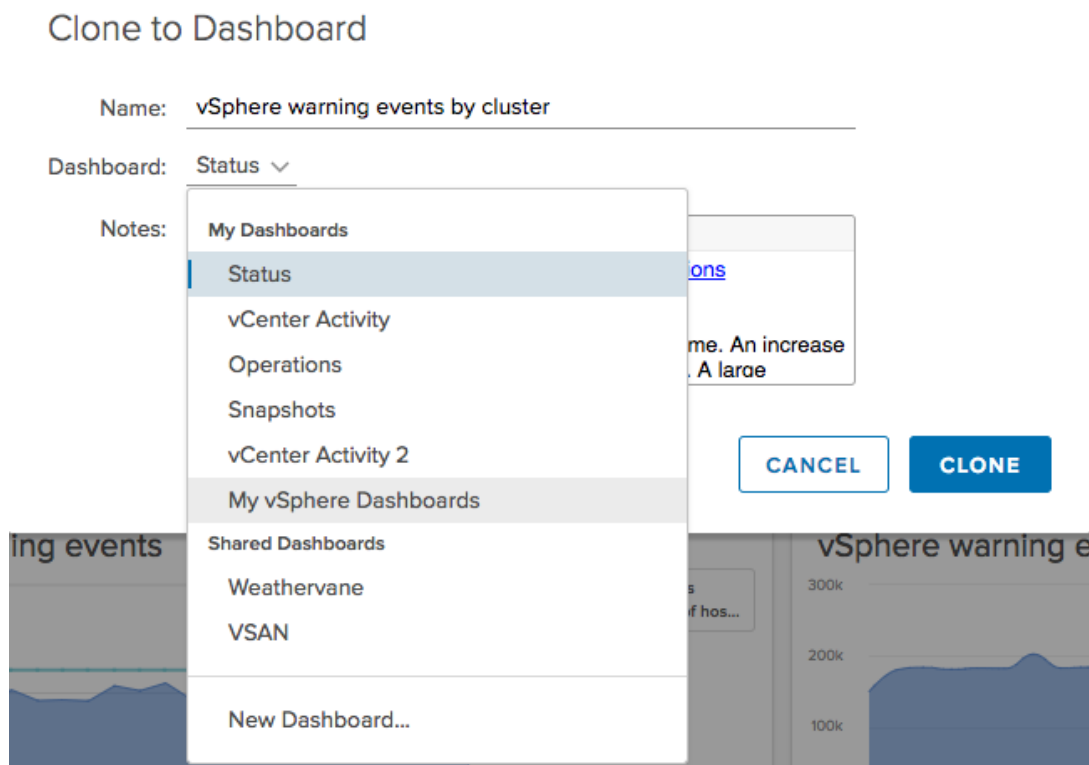 Clone to Dashboard
Name: vSphere warning events by cluster
Dashboard: Status
Notes:
My Dashboards
Status
ions
vCenter Activity
me. An increase
Operations
. A large
Snapshots
vCenter Activity 2
CANCEL CLONE
My vSphere Dashboards
Shared Dashboards
ing events
vSphere warning e
Weathervane
300k
s
of hos...
VSAN
200k
New Dashboard...
100k